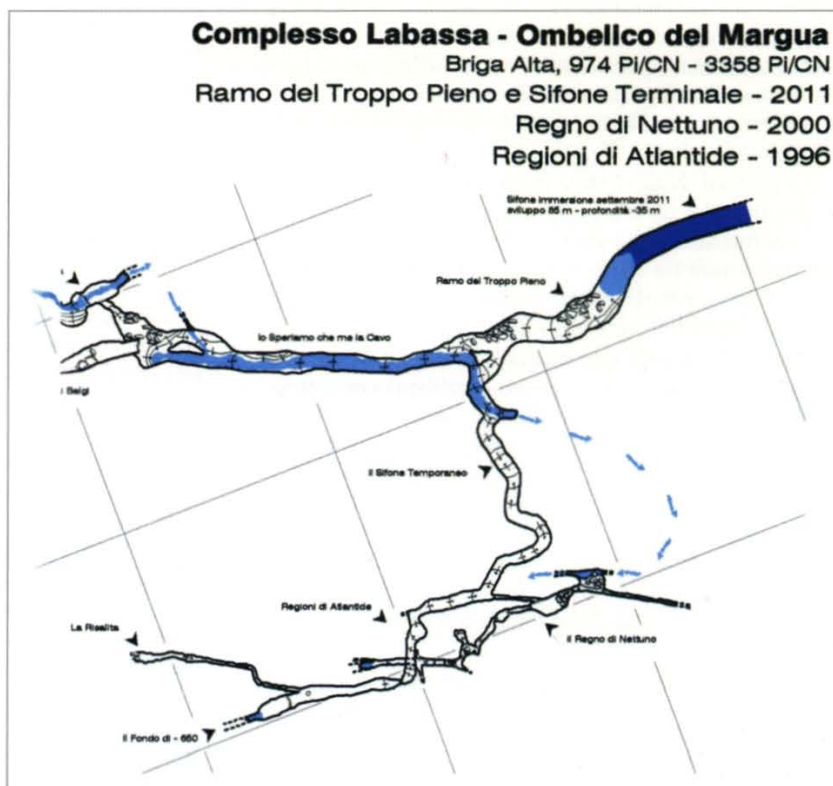 Complesso Labassa - Ombelico del Margua
Briga Alta, 974 Pi/CN - 3358 Pi/CN
Ramo del Troppo Pieno e Sifone Terminale - 2011
Regno di Nettuno - 2000
Regioni di Atlantide - 1996
Sifone immersione settembre 2011
sviluppo 85 m - profondità -35 m
Ramo del Troppo Pieno
Io Speriamo che me la Cavo
i Belgi
Il Sifone Temporaneo
Regioni di Atlantide
La Risalita
Il Regno di Nettuno
Il Fondo di - 660